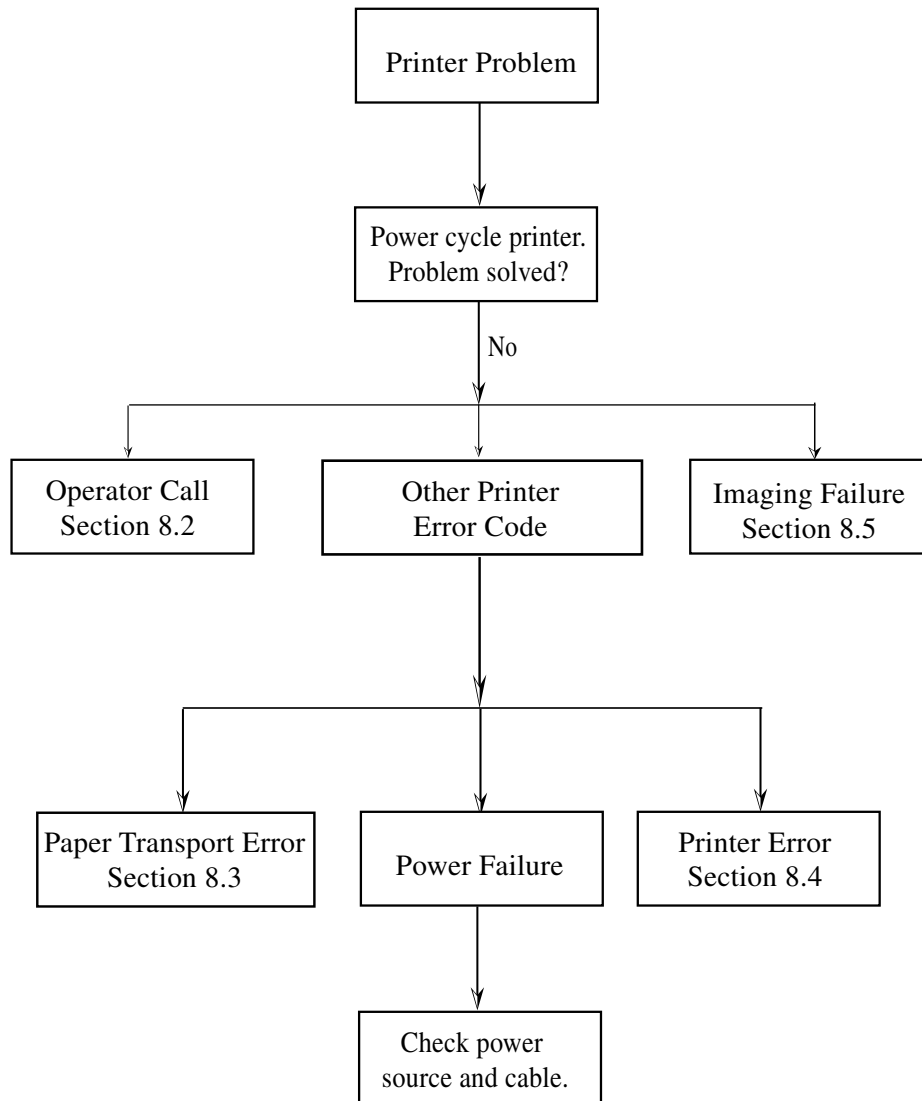 Printer Problem
Power cycle printer.
Problem solved?
No
Operator Call
Section 8.2
Other Printer
Error Code
Imaging Failure
Section 8.5
Paper Transport Error
Section 8.3
Power Failure
Printer Error
Section 8.4
Check power
source and cable.